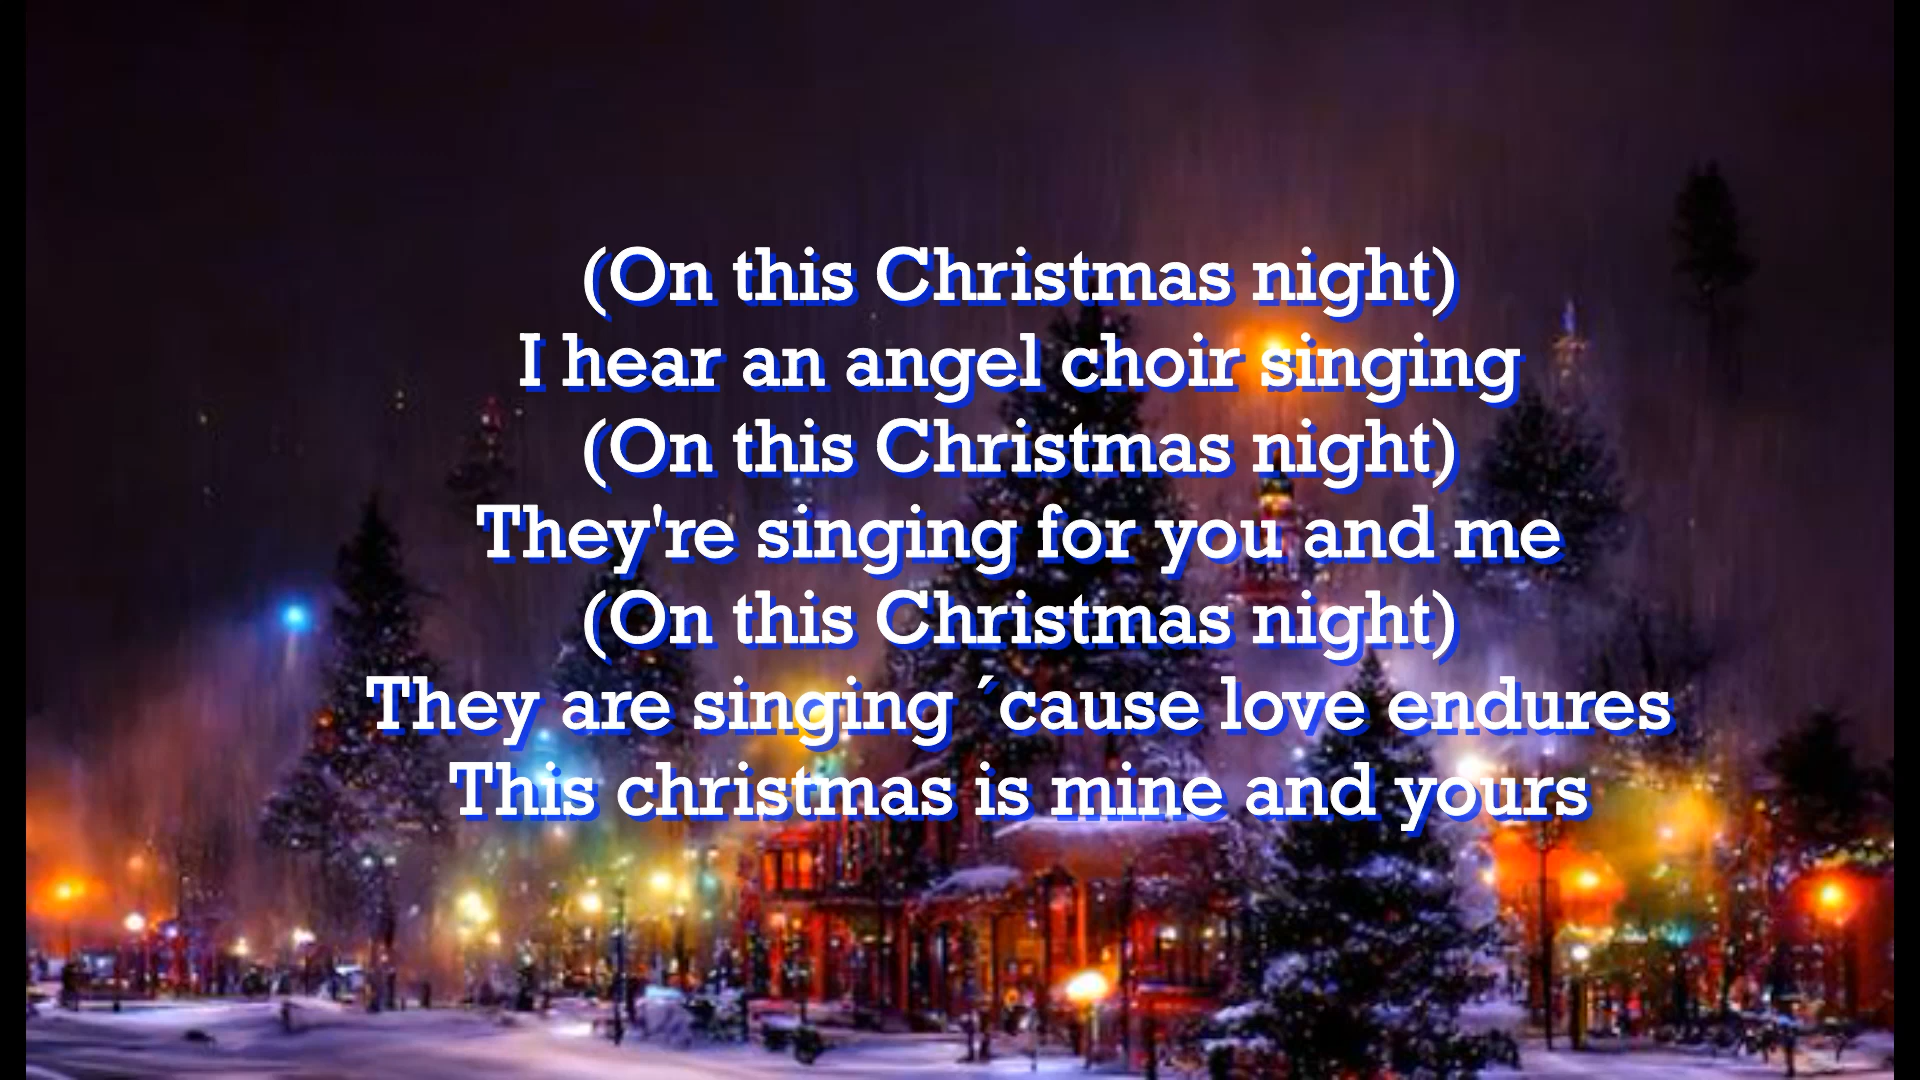 (On this Christmas night)
I hear an angel choir singing
(On this Christmas night)
They're singing for you and me
(On this Christmas night)
They are singing ´cause love endures
This christmas is mine and yours